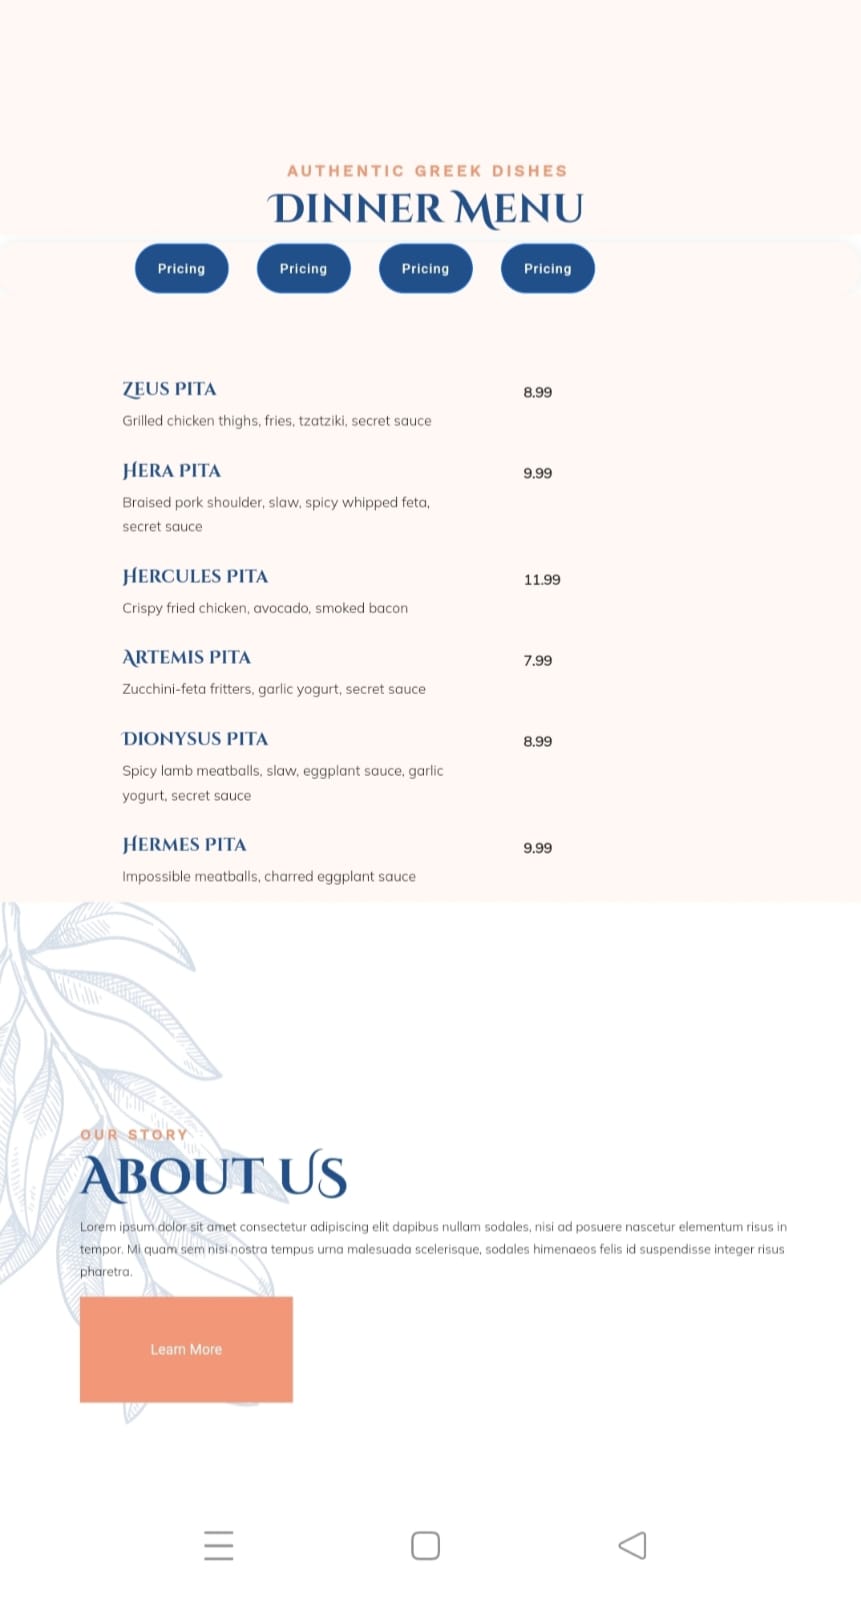 AUTHENTIC GREEK DISHES
DINNER MENU
Pricing Pricing Pricing Pricing
ZEUS PITA 8.99
Grilled chicken thighs, fries, tzatziki, secret sauce
HERA PITA 9.99
Braised pork shoulder, slaw, spicy whipped feta,
secret sauce
HERCULES PITA 11.99
Crispy fried chicken, avocado, smoked bacon
ARTEMIS PITA 7.99
Zucchini-feta fritters, garlic yogurt, secret sauce
DIONYSUS PITA 8.99
Spicy lamb meatballs, slaw, eggplant sauce, garlic
yogurt, secret sauce
HERMES PITA 9.99
Impossible meatballs, charred eggplant sauce
OUR STORY
ABOUT US
Lorem ipsum dolor sit amet consectetur adipiscing elit dapibus nullam sodales, nisi ad posuere nascetur elementum risus in
tempor. Mi quam sem nisi nostra tempus urna malesuada scelerisque, sodales himenaeos felis id suspendisse integer risus
pharetra.
Learn More